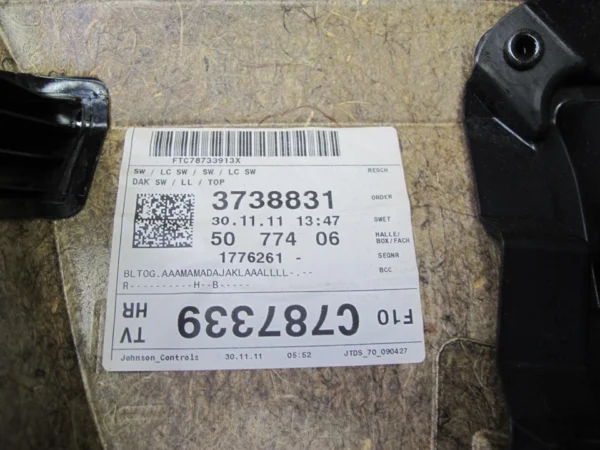 FTC78733913X
SW / LC SW / SW / LC SW
RESCH
DAK SW / LL / TOP
3738831
ORDER
30.11.11 13:47
SWET
50 774 06
HALLE/
BOX/FACH
1776261 -
SEQNR
BLTOG.AAAMAMADAJAKLAAALLLL-.--
BCC
R----------H--B-----
F10 C787339 TV
HR
Johnson_Controls 30.11.11 05:52 JTDS_70_090427